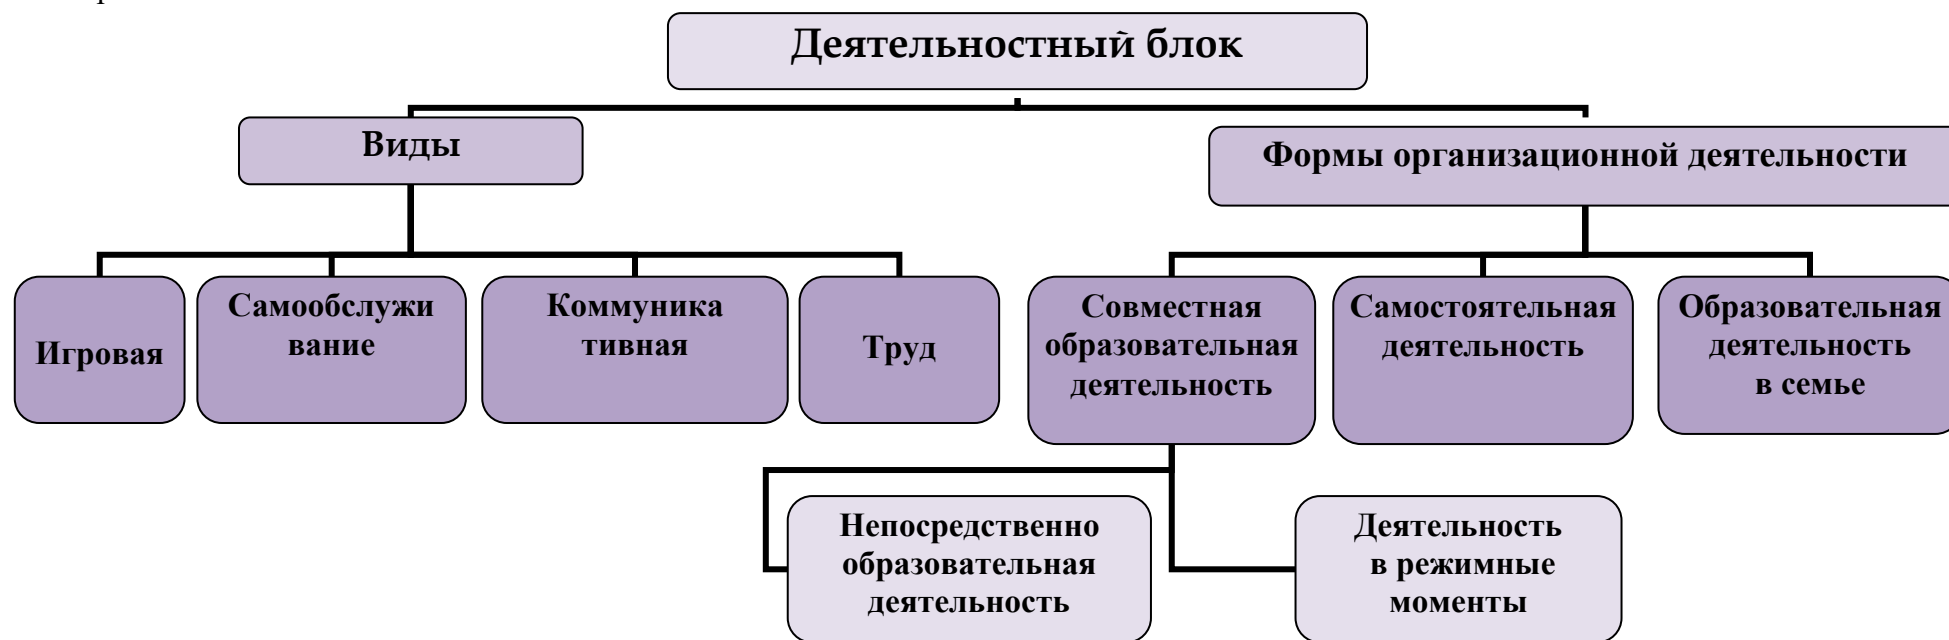 Деятельностный блок
Виды
Формы организационной деятельности
Игровая
Самообслужи
вание
Коммуника
тивная
Труд
Совместная
образовательная
деятельность
Самостоятельная
деятельность
Образовательная
деятельность
в семье
Непосредственно
образовательная
деятельность
Деятельность
в режимные
моменты